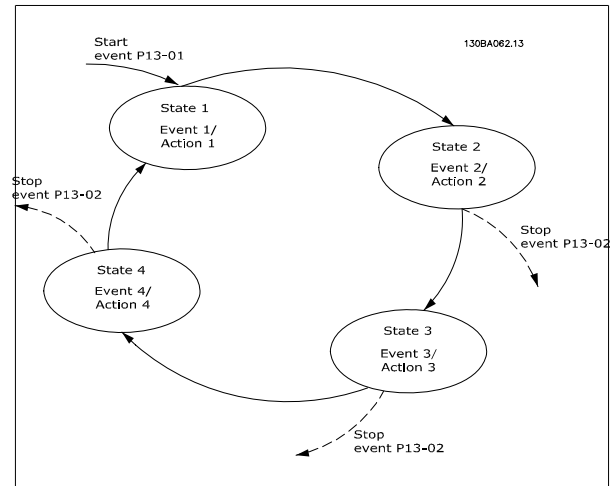 Start
event P13-01
130BA062.13
State 1
Event 1/
Action 1
State 2
Event 2/
Action 2
Stop
event P13-02
Stop
event P13-02
State 4
Event 4/
Action 4
State 3
Event 3/
Action 3
Stop
event P13-02